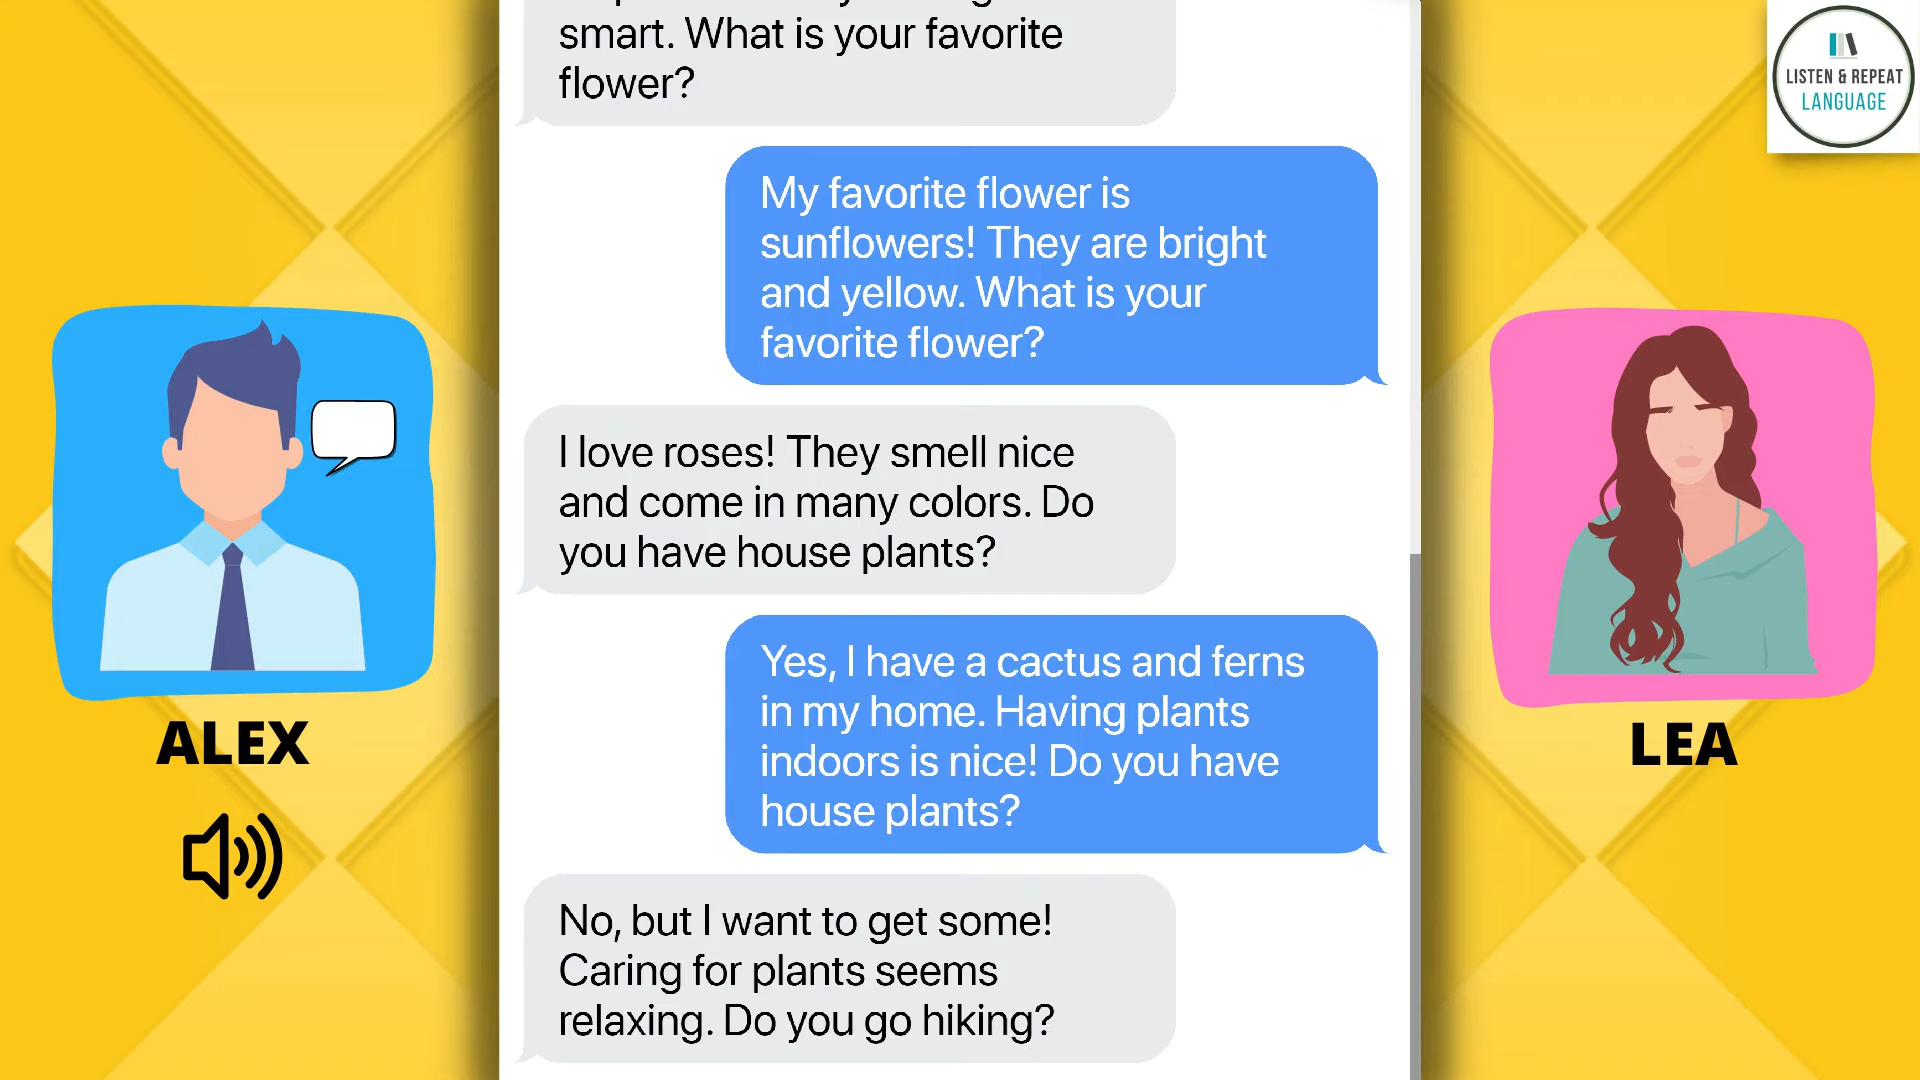 smart. What is your favorite
flower?
My favorite flower is
sunflowers! They are bright
and yellow. What is your
favorite flower?
I love roses! They smell nice
and come in many colors. Do
you have house plants?
Yes, I have a cactus and ferns
in my home. Having plants
indoors is nice! Do you have
house plants?
No, but I want to get some!
Caring for plants seems
relaxing. Do you go hiking?
ALEX
LEA
LISTEN & REPEAT
LANGUAGE